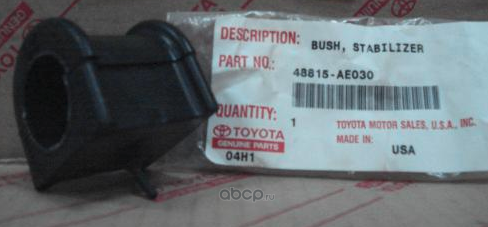 DESCRIPTION: BUSH, STABILIZER
PART NO.: 48815-AE030
QUANTITY: 1
TOYOTA TOYOTA MOTOR SALES, U.S.A., INC.
GENUINE PARTS MADE IN: USA
04H1
abcp.ru